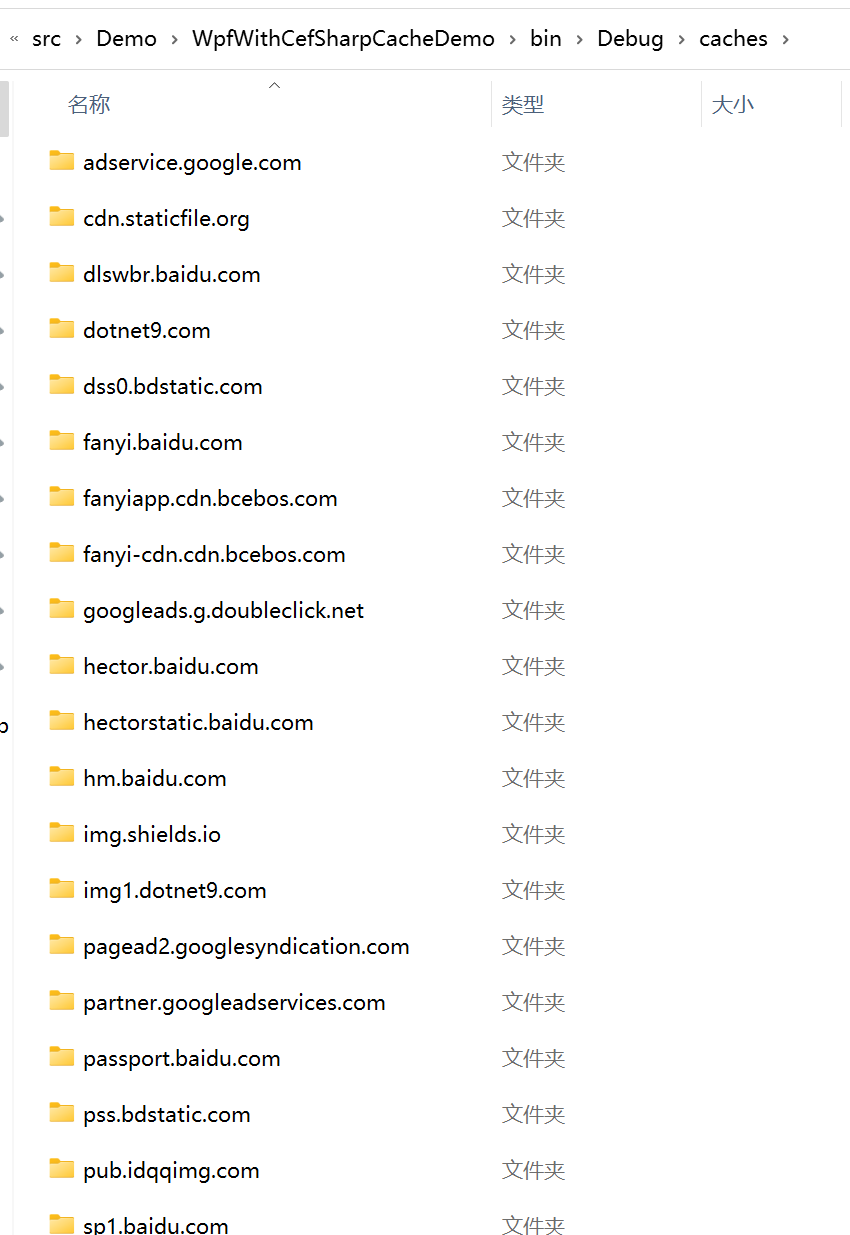 « src › Demo › WpfWithCefSharpCacheDemo › bin › Debug › caches ›
名称 类型 大小
adservice.google.com 文件夹
cdn.staticfile.org 文件夹
dlswbr.baidu.com 文件夹
dotnet9.com 文件夹
dss0.bdstatic.com 文件夹
fanyi.baidu.com 文件夹
fanyiapp.cdn.bcebos.com 文件夹
fanyi-cdn.cdn.bcebos.com 文件夹
googleads.g.doubleclick.net 文件夹
hector.baidu.com 文件夹
hectorstatic.baidu.com 文件夹
hm.baidu.com 文件夹
img.shields.io 文件夹
img1.dotnet9.com 文件夹
pagead2.googlesyndication.com 文件夹
partner.googleadservices.com 文件夹
passport.baidu.com 文件夹
pss.bdstatic.com 文件夹
pub.idqqimg.com 文件夹
sp1.baidu.com 文件夹